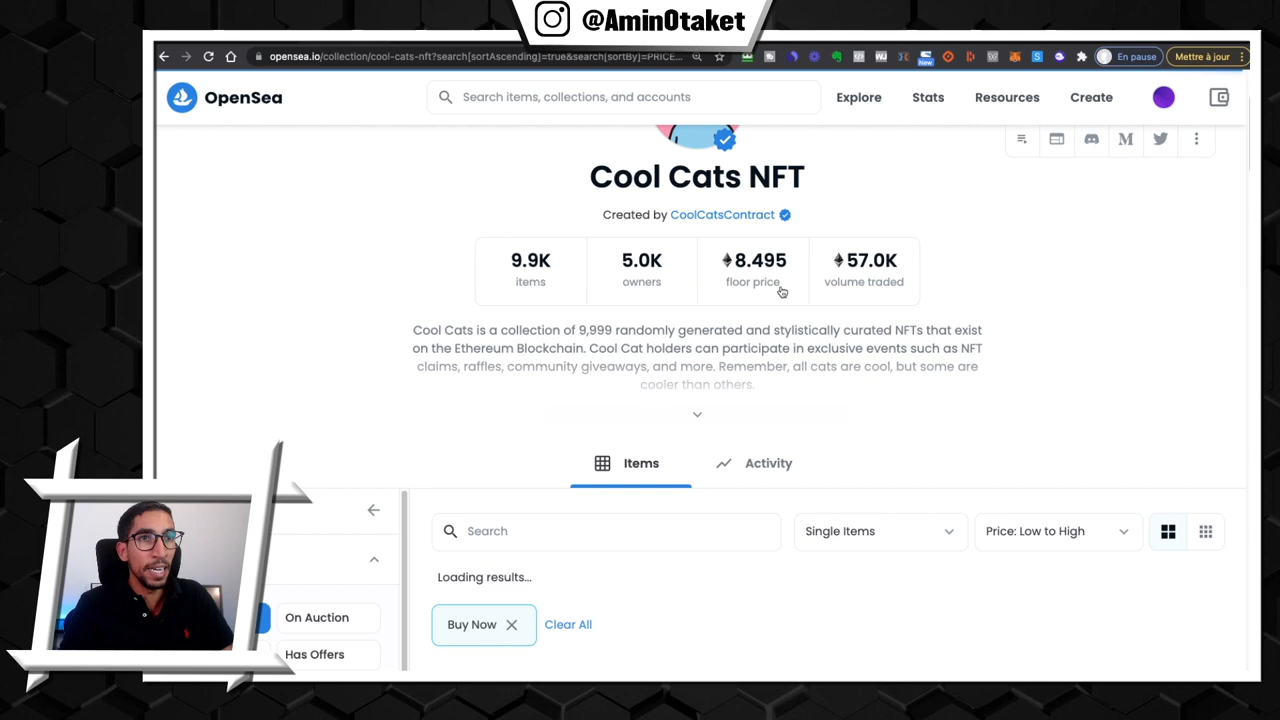 @AminOtaket
opensea.io/collection/cool-cats-nft?search[sortAscending]=true&search[sortBy]=PRICE...
New
En pause
Mettre à jour
OpenSea
Search items, collections, and accounts
Explore
Stats
Resources
Create
Cool Cats NFT
Created by CoolCatsContract
9.9K
5.0K
8.495
57.0K
items
owners
floor price
volume traded
Cool Cats is a collection of 9,999 randomly generated and stylistically curated NFTs that exist
on the Ethereum Blockchain. Cool Cat holders can participate in exclusive events such as NFT
claims, raffles, community giveaways, and more. Remember, all cats are cool, but some are
cooler than others.
Items
Activity
Search
Single Items
Price: Low to High
Loading results...
Buy Now
Clear All
On Auction
Has Offers